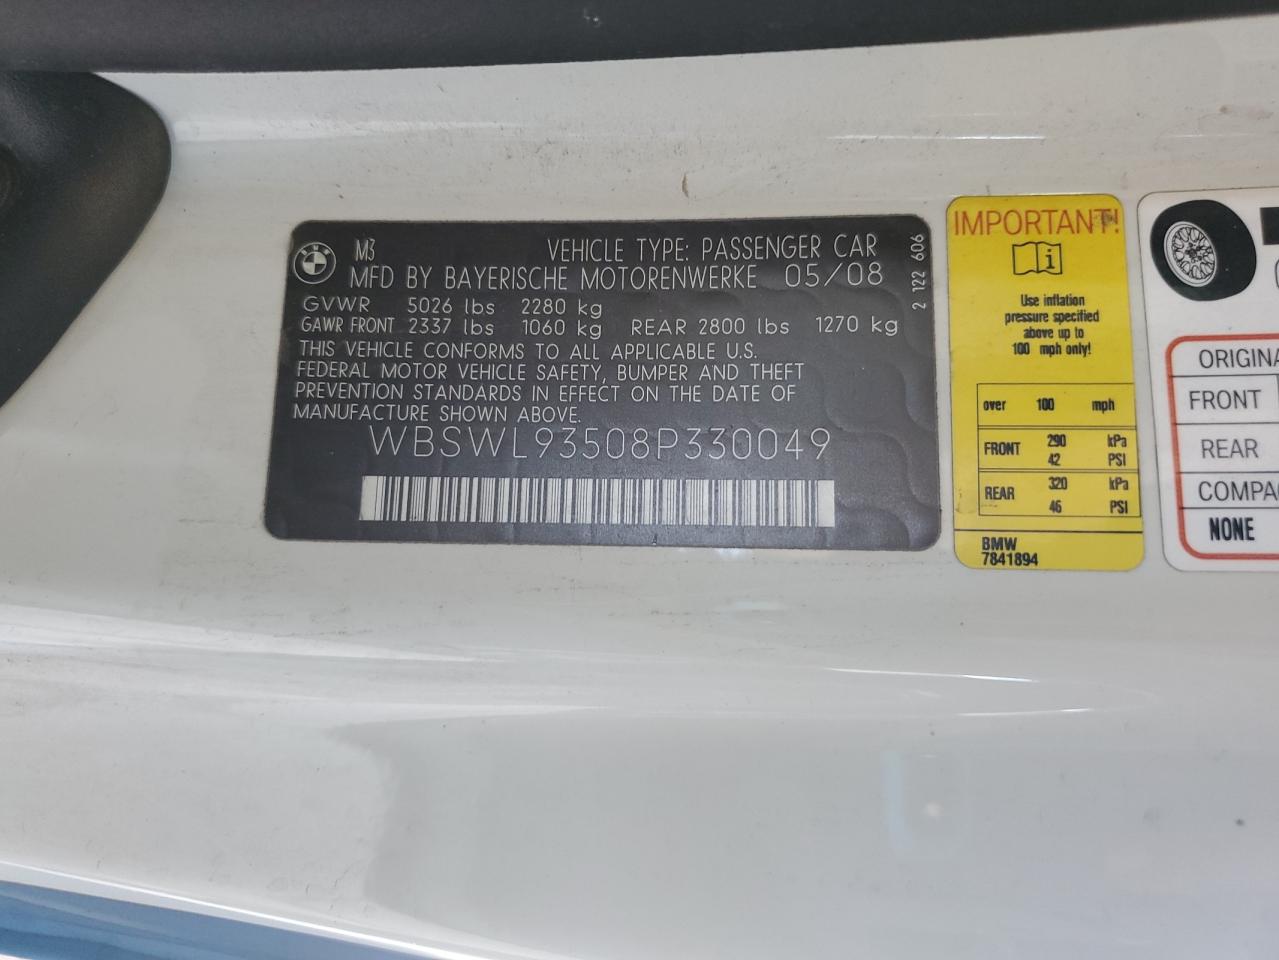 M3 VEHICLE TYPE: PASSENGER CAR
MFD BY BAYERISCHE MOTORENWERKE 05/08
GVWR 5026 lbs 2280 kg
GAWR FRONT 2337 lbs 1060 kg REAR 2800 lbs 1270 kg
THIS VEHICLE CONFORMS TO ALL APPLICABLE U.S.
FEDERAL MOTOR VEHICLE SAFETY, BUMPER AND THEFT
PREVENTION STANDARDS IN EFFECT ON THE DATE OF
MANUFACTURE SHOWN ABOVE.
WBSWL93508P330049
2 122 606
IMPORTANT!
Use inflation
pressure specified
above up to
100 mph only!
over 100 mph
FRONT 290 kPa
42 PSI
REAR 320 kPa
46 PSI
BMW
7841894
ORIGINA
FRONT
REAR
COMPA
NONE